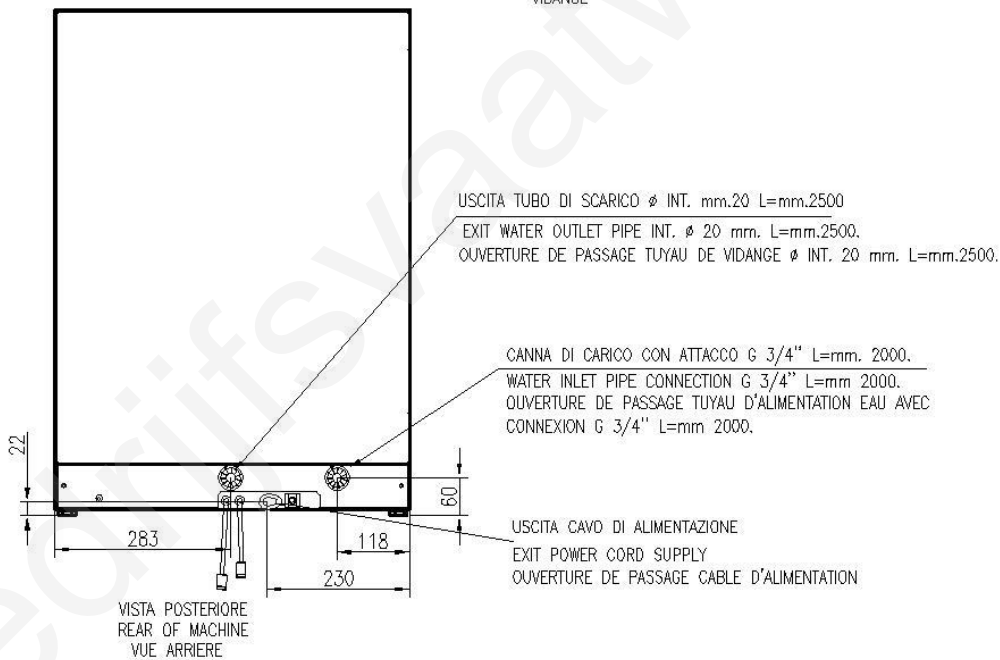 VIDANGE
USCITA TUBO DI SCARICO ø INT. mm.20 L=mm.2500
EXIT WATER OUTLET PIPE INT. ø 20 mm. L=mm.2500.
OUVERTURE DE PASSAGE TUYAU DE VIDANGE ø INT. 20 mm. L=mm.2500.
CANNA DI CARICO CON ATTACCO G 3/4" L=mm. 2000.
WATER INLET PIPE CONNECTION G 3/4" L=mm 2000.
OUVERTURE DE PASSAGE TUYAU D'ALIMENTATION EAU AVEC
CONNEXION G 3/4" L=mm 2000.
22
60
USCITA CAVO DI ALIMENTAZIONE
EXIT POWER CORD SUPPLY
OUVERTURE DE PASSAGE CABLE D'ALIMENTATION
283
118
230
VISTA POSTERIORE
REAR OF MACHINE
VUE ARRIERE
edrijfsvaatw